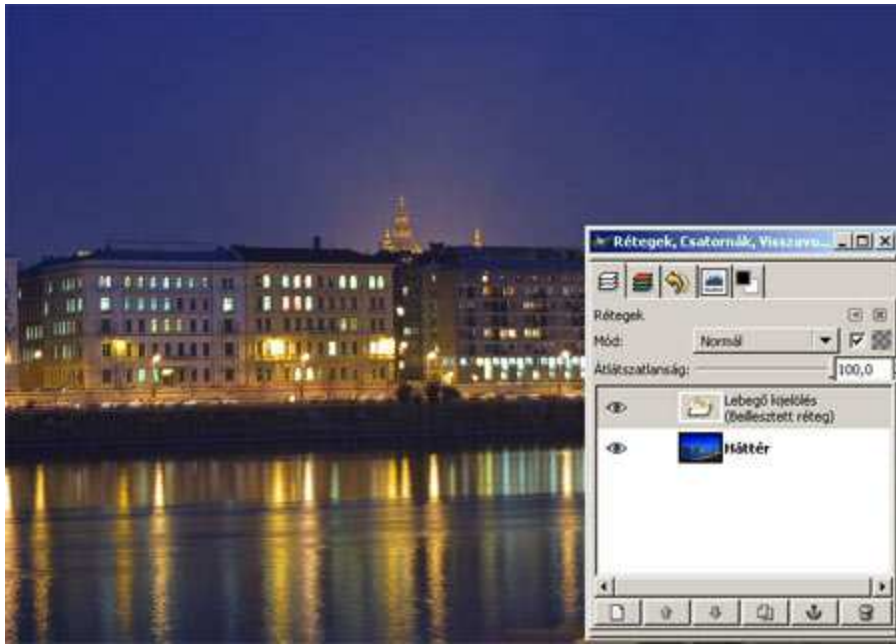 Rétegek, Csatornák, Visszavo...
Rétegek
Mód: Normál
Átlátszatlanság: 100,0
Lebegő kijelölés
(Beillesztett réteg)
Háttér